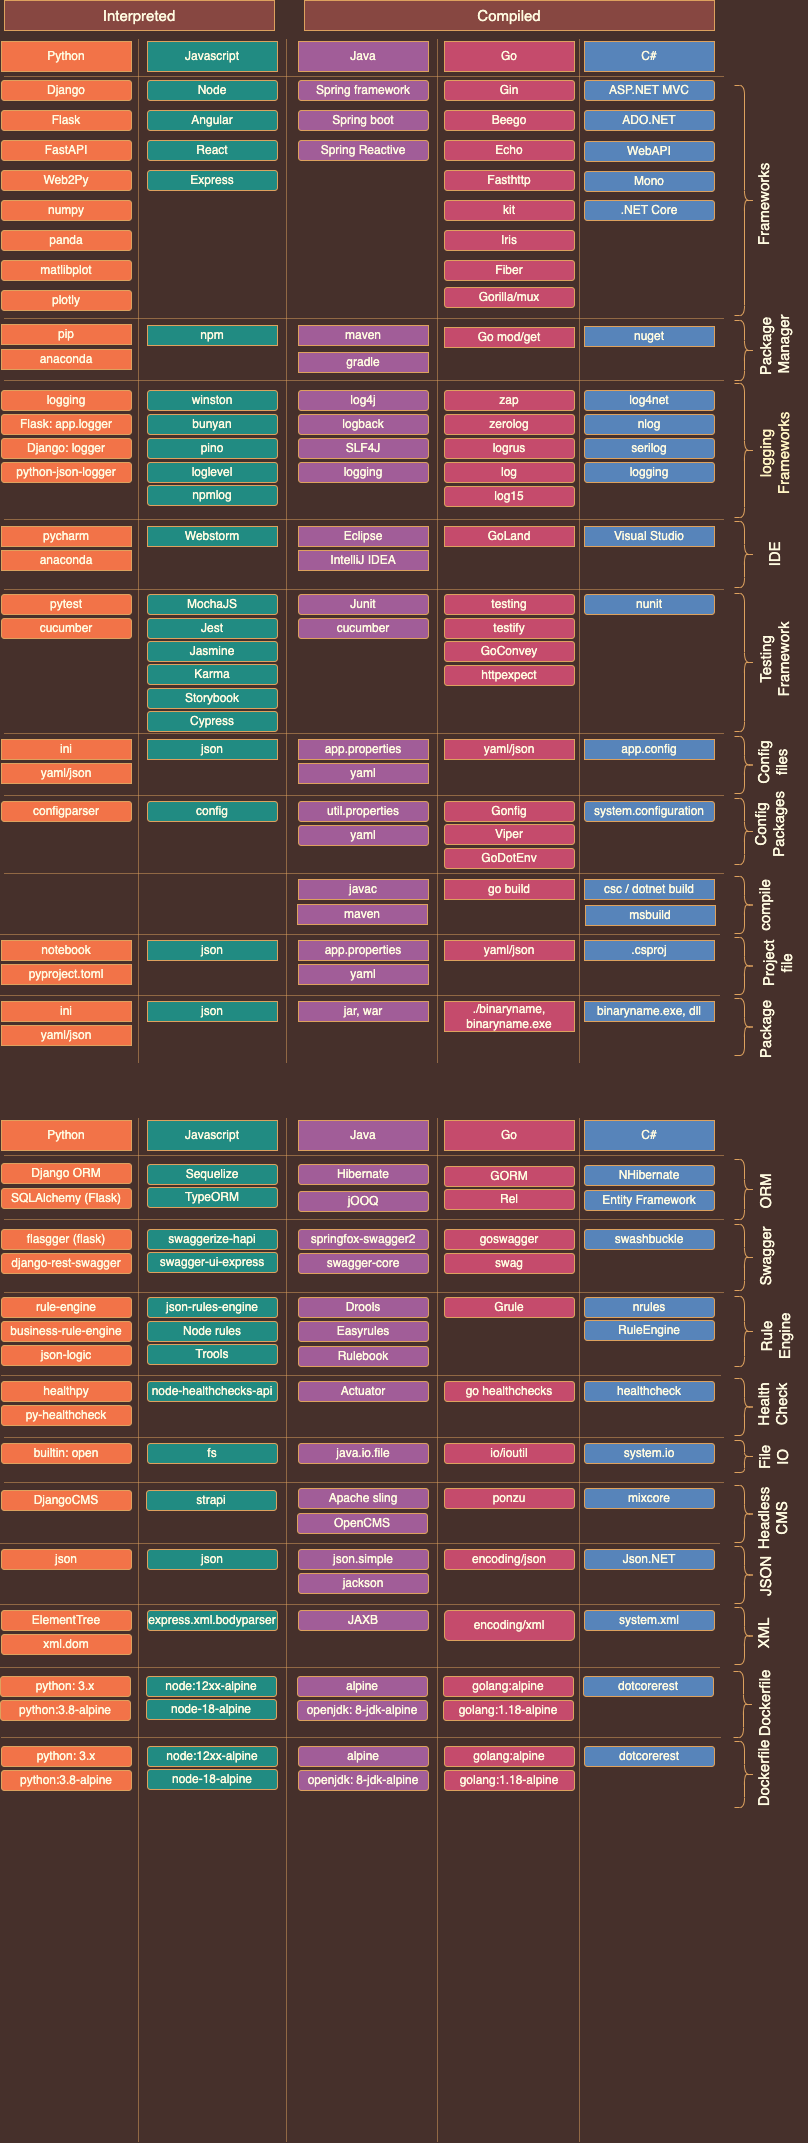 Interpreted
Compiled
Python
Javascript
Java
Go
C#
Django
Node
Spring framework
Gin
ASP.NET MVC
Flask
Angular
Spring boot
Beego
ADO.NET
FastAPI
React
Spring Reactive
Echo
WebAPI
Web2Py
Express
Fasthttp
Mono
numpy
kit
.NET Core
panda
Iris
matlibplot
Fiber
plotly
Gorilla/mux
Frameworks
pip
npm
maven
Go mod/get
nuget
anaconda
gradle
Package
Manager
logging
winston
log4j
zap
log4net
Flask: app.logger
bunyan
logback
zerolog
nlog
Django: logger
pino
SLF4J
logrus
serilog
python-json-logger
loglevel
logging
log
logging
npmlog
log15
logging
Frameworks
pycharm
Webstorm
Eclipse
GoLand
Visual Studio
anaconda
IntelliJ IDEA
IDE
pytest
MochaJS
Junit
testing
nunit
cucumber
Jest
cucumber
testify
Jasmine
GoConvey
Karma
httpexpect
Storybook
Cypress
Testing
Framework
ini
json
app.properties
yaml/json
app.config
yaml/json
yaml
Config
files
configparser
config
util.properties
Gonfig
system.configuration
yaml
Viper
GoDotEnv
Config
Packages
javac
go build
csc / dotnet build
maven
msbuild
compile
notebook
json
app.properties
yaml/json
.csproj
pyproject.toml
yaml
Project
file
ini
json
jar, war
./binaryname,
binaryname.exe
binaryname.exe, dll
yaml/json
Package
Python
Javascript
Java
Go
C#
Django ORM
Sequelize
Hibernate
GORM
NHibernate
SQLAlchemy (Flask)
TypeORM
jOOQ
Rel
Entity Framework
ORM
flasgger (flask)
swaggerize-hapi
springfox-swagger2
goswagger
swashbuckle
django-rest-swagger
swagger-ui-express
swagger-core
swag
Swagger
rule-engine
json-rules-engine
Drools
Grule
nrules
business-rule-engine
Node rules
Easyrules
RuleEngine
json-logic
Trools
Rulebook
Rule
Engine
healthpy
node-healthchecks-api
Actuator
go healthchecks
healthcheck
py-healthcheck
Health
Check
builtin: open
fs
java.io.file
io/ioutil
system.io
File
IO
DjangoCMS
strapi
Apache sling
ponzu
mixcore
OpenCMS
Headless
CMS
json
json
json.simple
encoding/json
Json.NET
jackson
JSON
ElementTree
express.xml.bodyparser
JAXB
encoding/xml
system.xml
xml.dom
XML
python: 3.x
node:12xx-alpine
alpine
golang:alpine
dotcorerest
python:3.8-alpine
node-18-alpine
openjdk: 8-jdk-alpine
golang:1.18-alpine
Dockerfile
python: 3.x
node:12xx-alpine
alpine
golang:alpine
dotcorerest
python:3.8-alpine
node-18-alpine
openjdk: 8-jdk-alpine
golang:1.18-alpine
Dockerfile